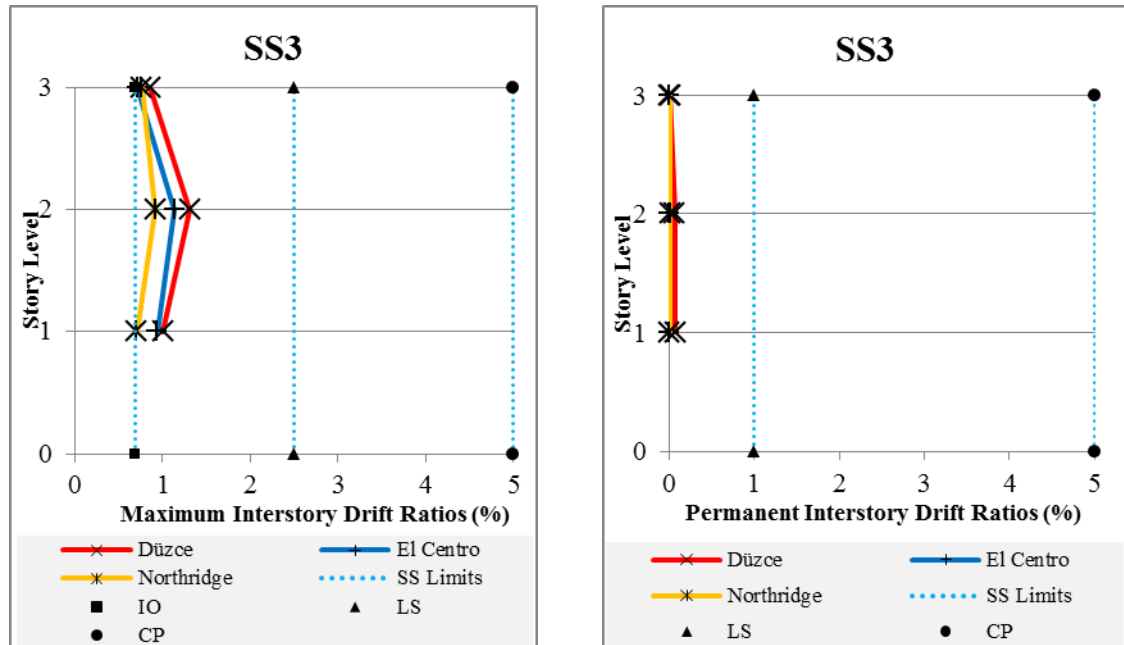 SS3
3
2
1
0
Story Level
0 1 2 3 4 5
Maximum Interstory Drift Ratios (%)
Düzce El Centro
Northridge SS Limits
IO LS
CP
SS3
3
2
1
0
Story Level
0 1 2 3 4 5
Permanent Interstory Drift Ratios (%)
Düzce El Centro
Northridge SS Limits
LS CP